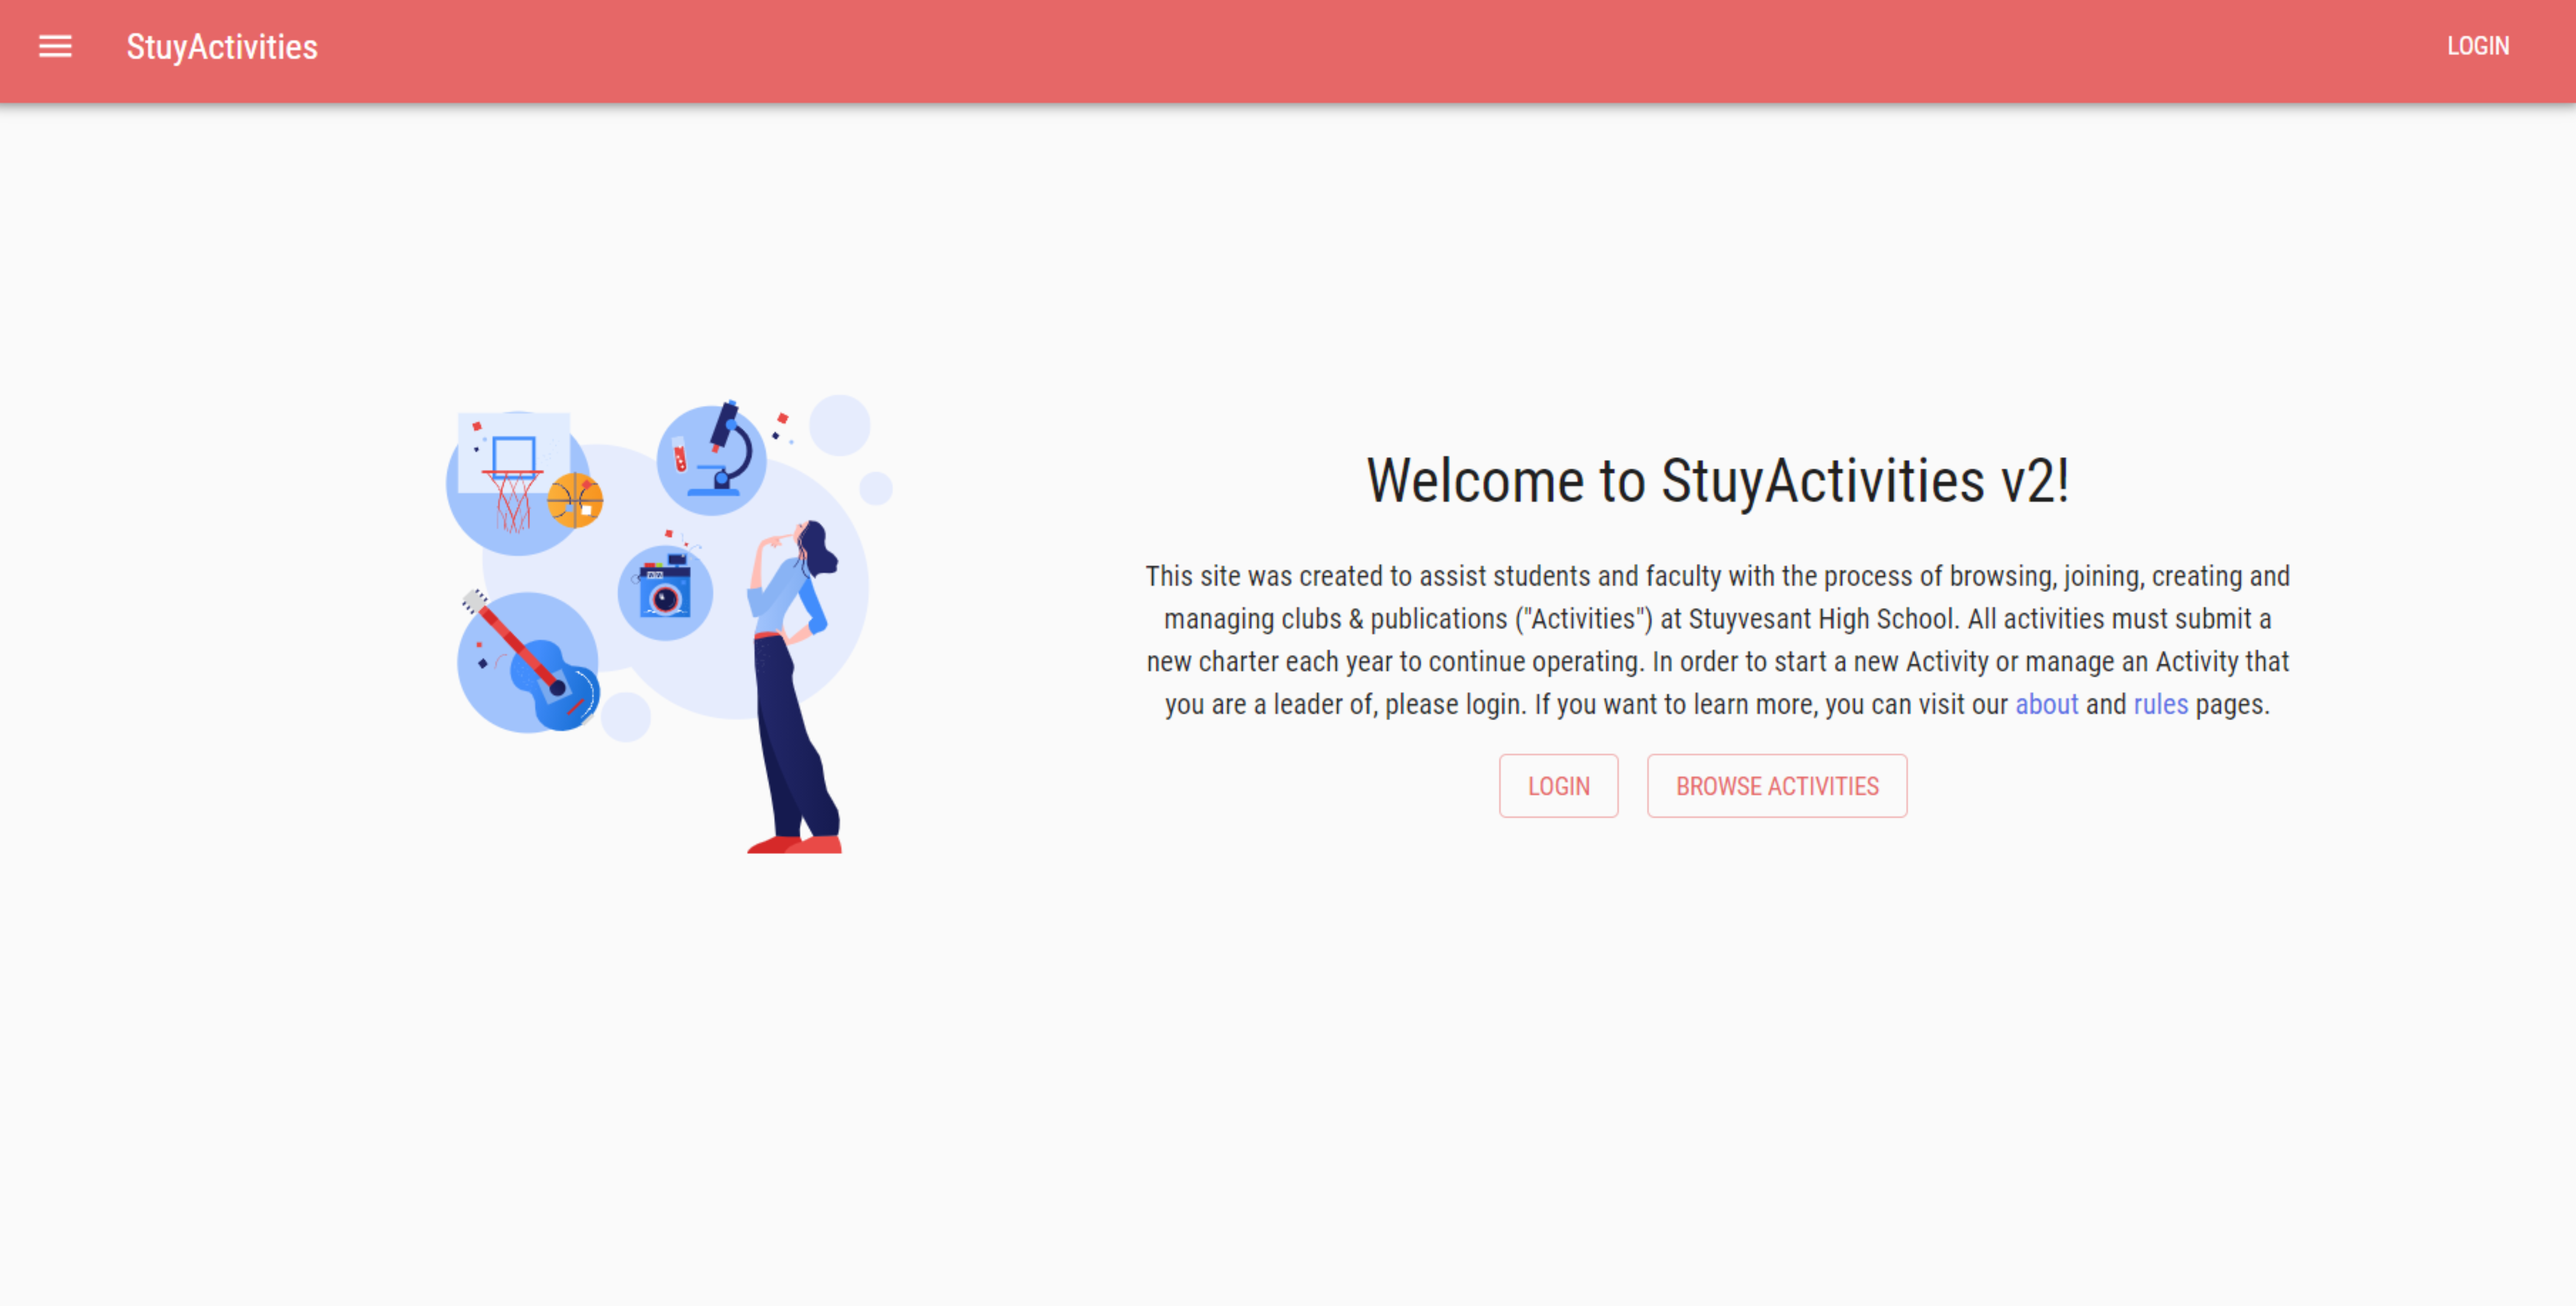 StuyActivities
LOGIN
Welcome to StuyActivities v2!
This site was created to assist students and faculty with the process of browsing, joining, creating and
managing clubs & publications ("Activities") at Stuyvesant High School. All activities must submit a
new charter each year to continue operating. In order to start a new Activity or manage an Activity that
you are a leader of, please login. If you want to learn more, you can visit our about and rules pages.
LOGIN
BROWSE ACTIVITIES